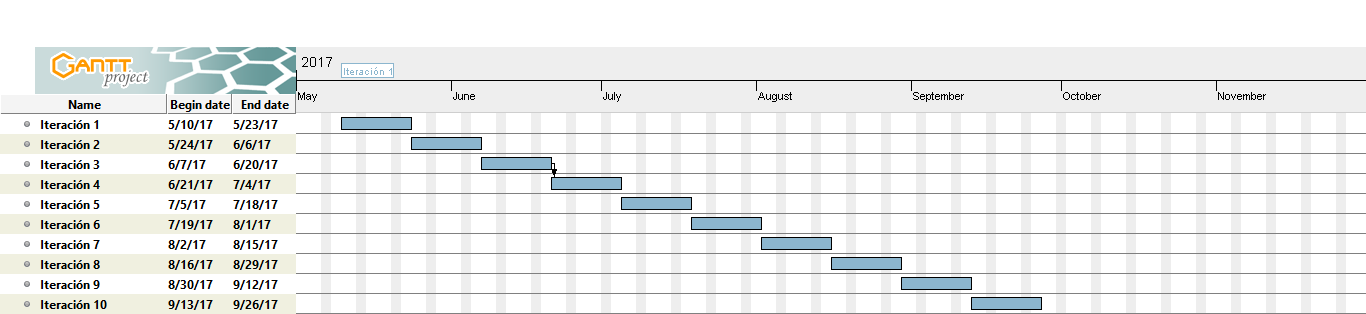 GANTT
project
2017
Iteración 1
May June July August September October November
Name Begin date End date
Iteración 1 5/10/17 5/23/17
Iteración 2 5/24/17 6/6/17
Iteración 3 6/7/17 6/20/17
Iteración 4 6/21/17 7/4/17
Iteración 5 7/5/17 7/18/17
Iteración 6 7/19/17 8/1/17
Iteración 7 8/2/17 8/15/17
Iteración 8 8/16/17 8/29/17
Iteración 9 8/30/17 9/12/17
Iteración 10 9/13/17 9/26/17